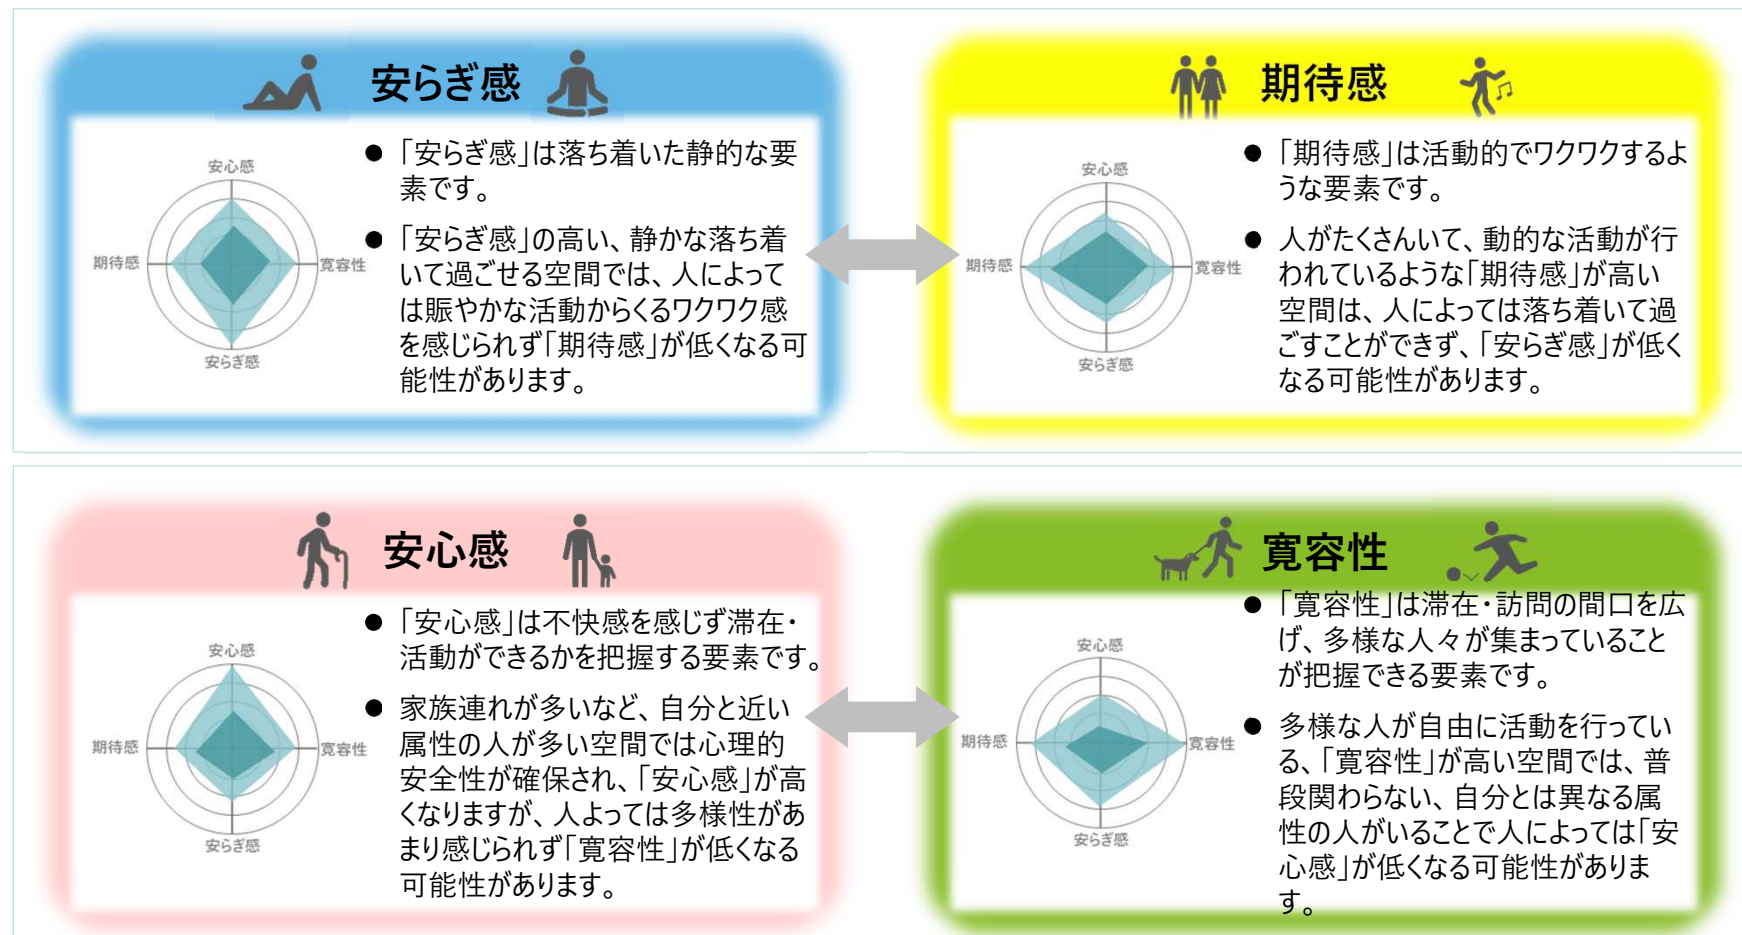 安らぎ感
安心感
期待感
寛容性
安らぎ感
● 「安らぎ感」は落ち着いた静的な要
素です。
● 「安らぎ感」の高い、静かな落ち着
いて過ごせる空間では、人によって
は賑やかな活動からくるワクワク感
を感じられず「期待感」が低くなる可
能性があります。
期待感
安心感
期待感
寛容性
安らぎ感
● 「期待感」は活動的でワクワクするよ
うな要素です。
● 人がたくさんいて、動的な活動が行
われているような「期待感」が高い
空間は、人によっては落ち着いて過
ごすことができず、「安らぎ感」が低く
なる可能性があります。
安心感
安心感
期待感
寛容性
安らぎ感
● 「安心感」は不快感を感じず滞在・
活動ができるかを把握する要素です。
● 家族連れが多いなど、自分と近い
属性の人が多い空間では心理的
安全性が確保され、「安心感」が高
くなりますが、人よっては多様性があ
まり感じられず「寛容性」が低くなる
可能性があります。
寛容性
安心感
期待感
寛容性
安らぎ感
● 「寛容性」は滞在・訪問の間口を広
げ、多様な人々が集まっていること
が把握できる要素です。
● 多様な人が自由に活動を行ってい
る、「寛容性」が高い空間では、普
段関わらない、自分とは異なる属
性の人がいることで人によっては「安
心感」が低くなる可能性がありま
す。